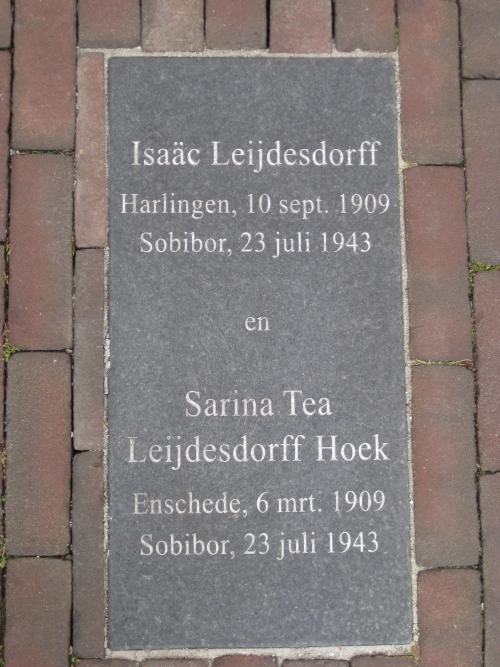 Isaäc Leijdesdorff
Harlingen, 10 sept. 1909
Sobibor, 23 juli 1943
en
Sarina Tea
Leijdesdorff Hoek
Enschede, 6 mrt. 1909
Sobibor, 23 juli 1943